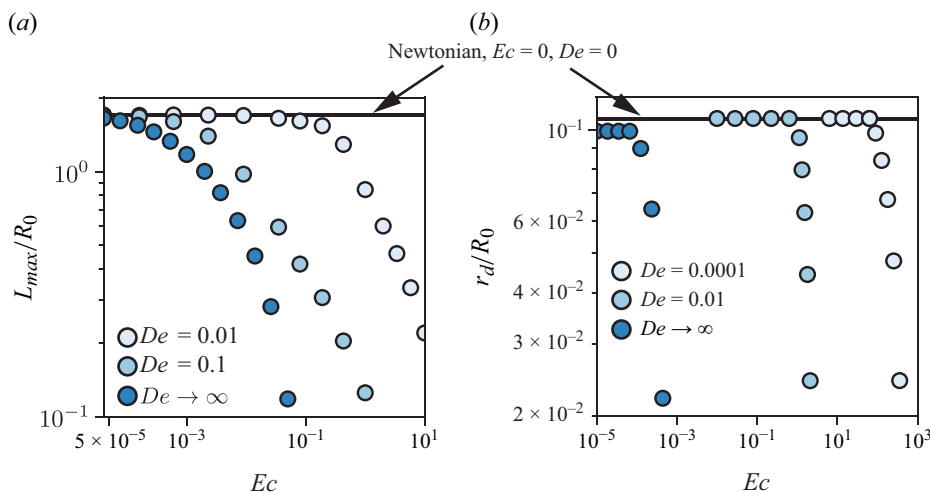 (a)
(b)
Newtonian, Ec = 0, De = 0
L_max/R_0
10^0
10^-1
De = 0.01
De = 0.1
De → ∞
5 × 10^-5
10^-3
10^-1
10^1
Ec
r_d/R_0
10^-1
6 × 10^-2
4 × 10^-2
3 × 10^-2
2 × 10^-2
De = 0.0001
De = 0.01
De → ∞
10^-5
10^-3
10^-1
10^1
10^3
Ec